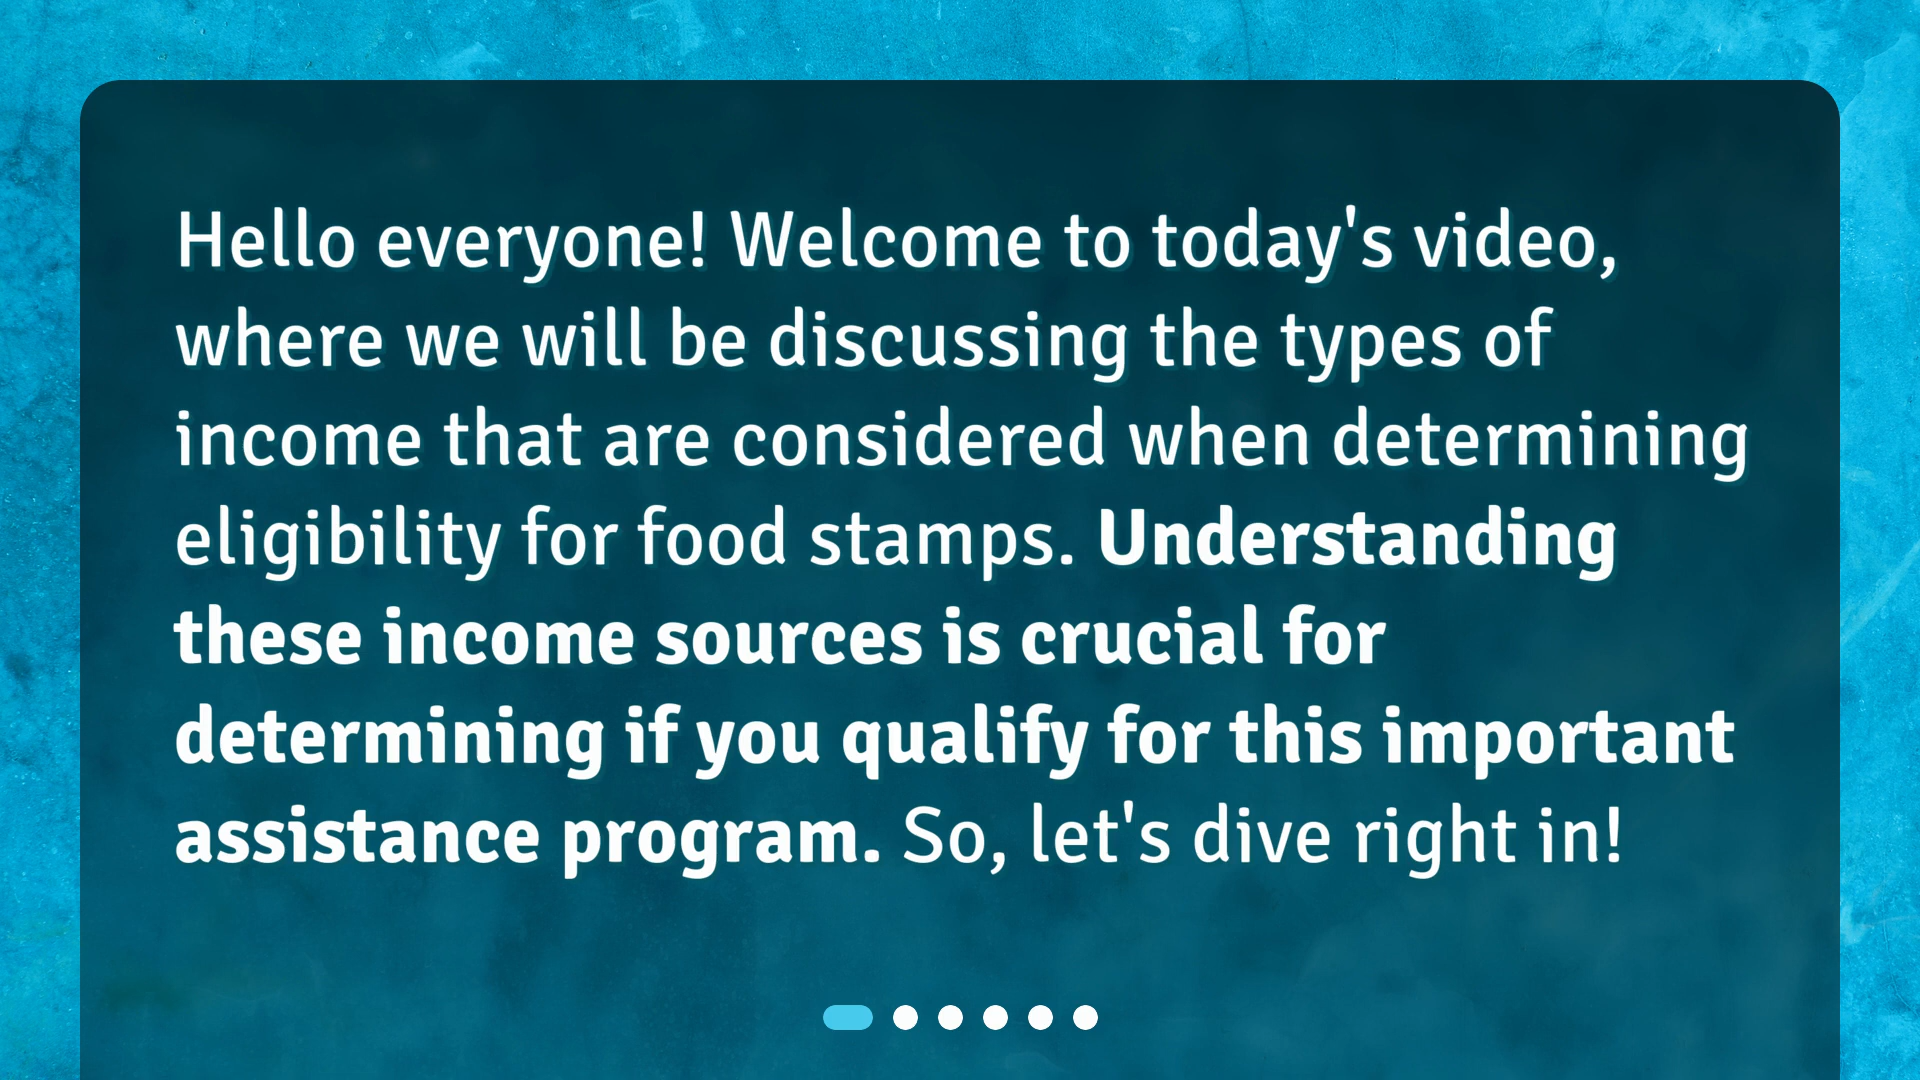 Hello everyone! Welcome to today's video,
where we will be discussing the types of
income that are considered when determining
eligibility for food stamps. Understanding
these income sources is crucial for
determining if you qualify for this important
assistance program. So, let's dive right in!